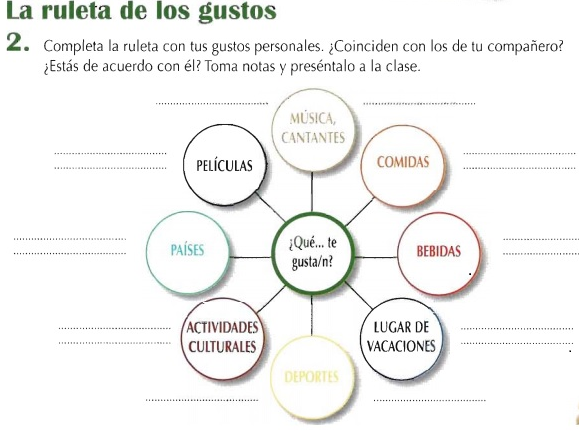 La ruleta de los gustos
2. Completa la ruleta con tus gustos personales. ¿Coinciden con los de tu compañero?
¿Estás de acuerdo con él? Toma notas y preséntalo a la clase.
MÚSICA,
CANTANTES
PELÍCULAS
COMIDAS
PAÍSES
¿Qué... te
gusta/n?
BEBIDAS
ACTIVIDADES
CULTURALES
LUGAR DE
VACACIONES
DEPORTES